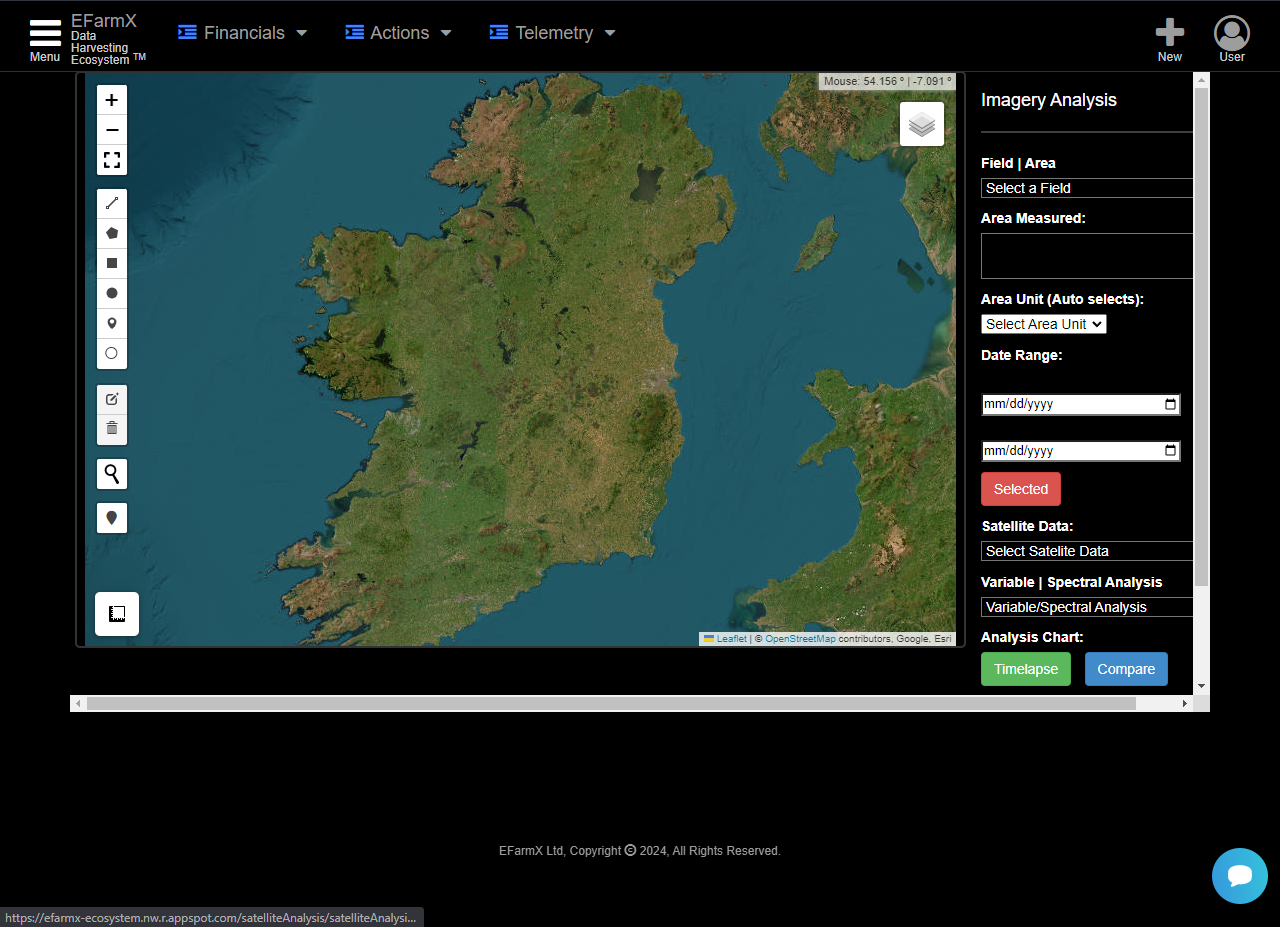 EFarmX
Data
Harvesting
Ecosystem ™
Menu
Financials
Actions
Telemetry
New
User
+
−
Mouse: 54.156 º | -7.091 º
Leaflet | © OpenStreetMap contributors, Google, Esri
Imagery Analysis
Field | Area
Select a Field
Area Measured:
Area Unit (Auto selects):
Select Area Unit
Date Range:
mm/dd/yyyy
mm/dd/yyyy
Selected
Satellite Data:
Select Satelite Data
Variable | Spectral Analysis
Variable/Spectral Analysis
Analysis Chart:
Timelapse
Compare
EFarmX Ltd, Copyright © 2024, All Rights Reserved.
https://efarmx-ecosystem.nw.r.appspot.com/satelliteAnalysis/satelliteAnalysi...